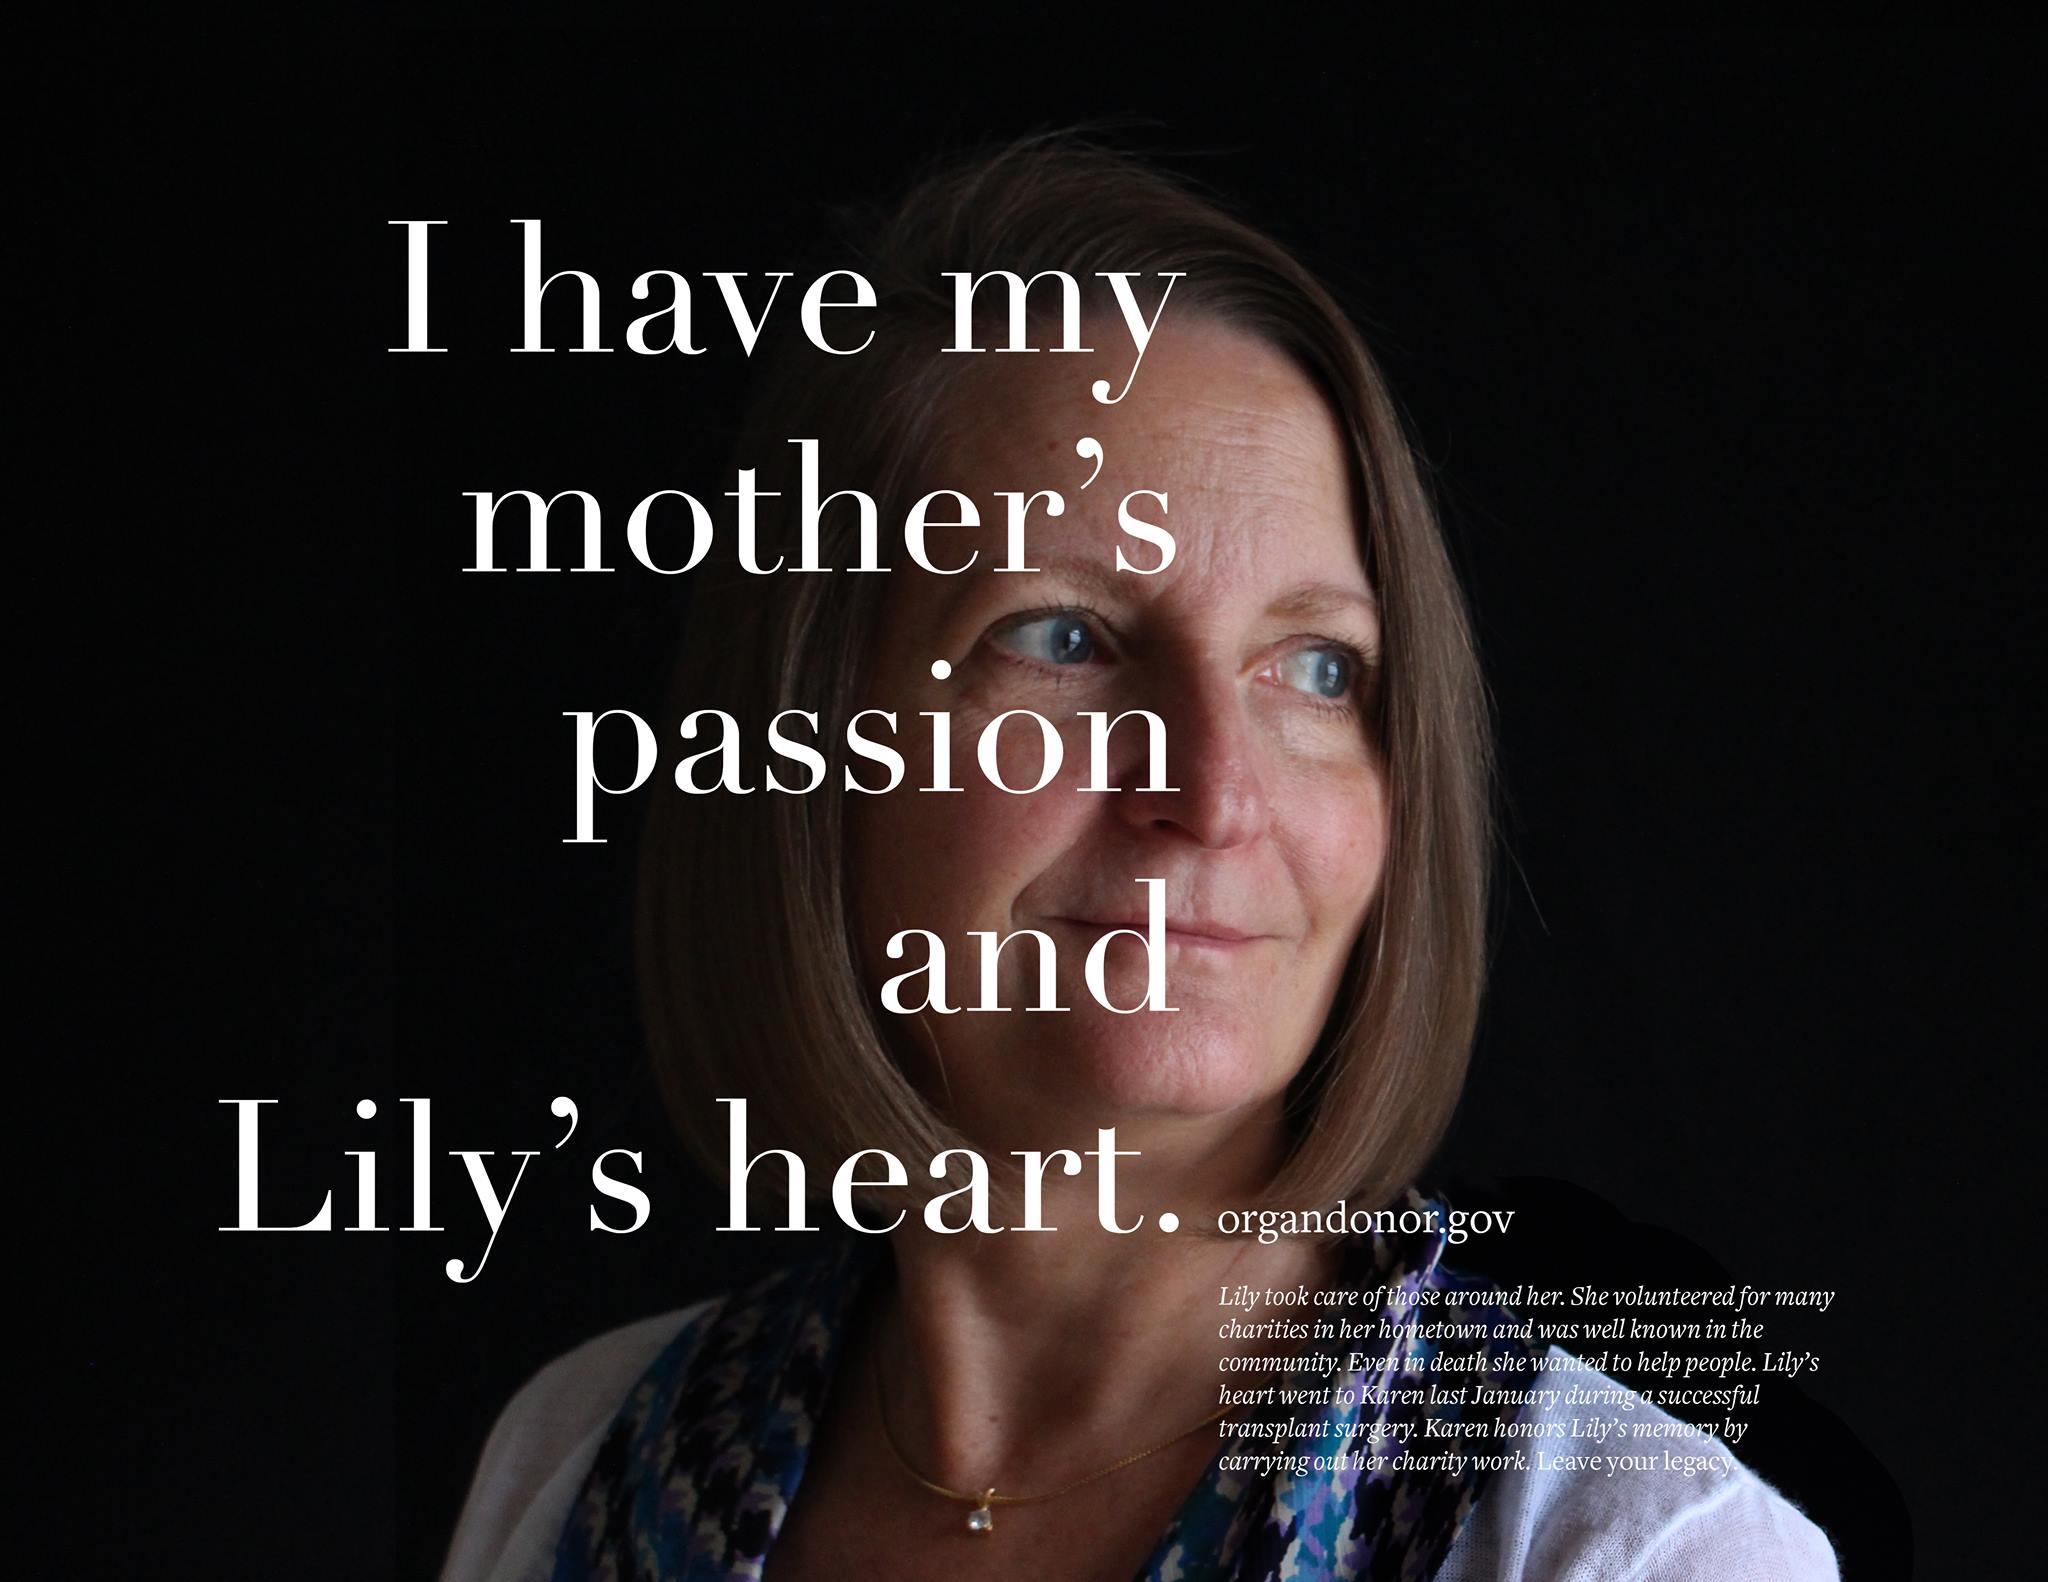 I have my
mother’s
passion
and
Lily’s heart.
organdonor.gov
Lily took care of those around her. She volunteered for many
charities in her hometown and was well known in the
community. Even in death she wanted to help people. Lily’s
heart went to Karen last January during a successful
transplant surgery. Karen honors Lily’s memory by
carrying out her charity work. Leave your legacy.